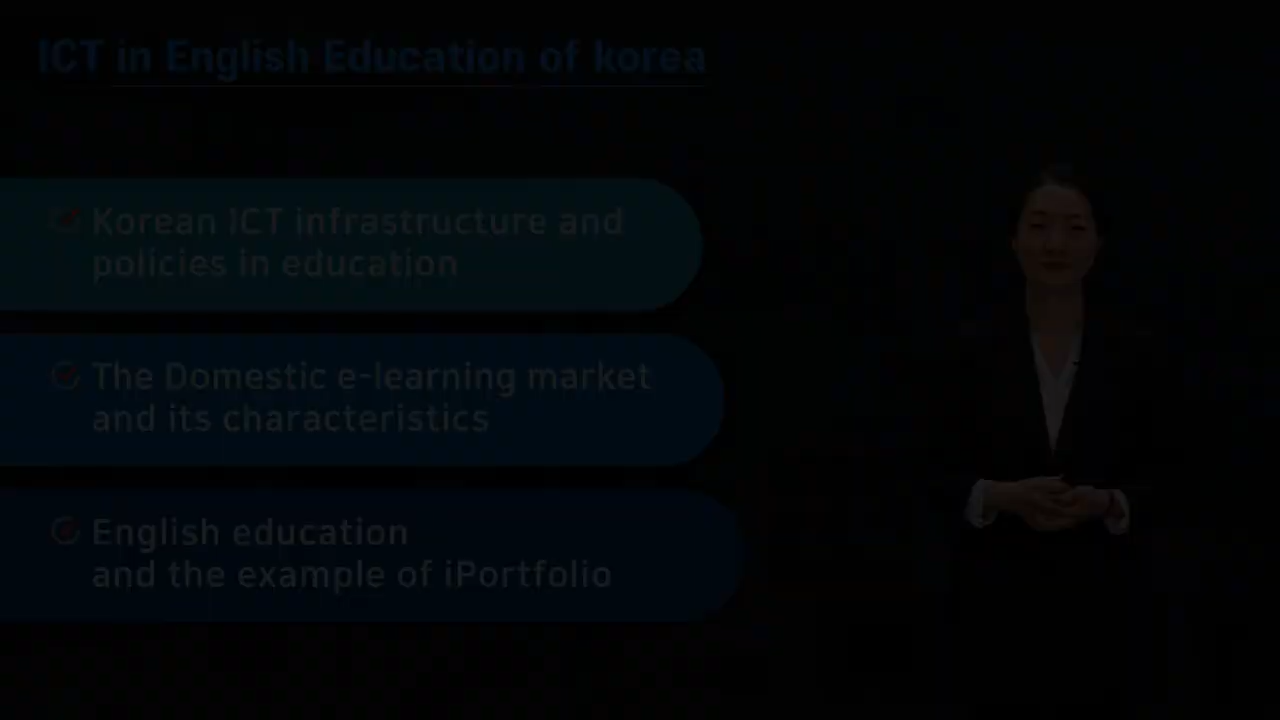 ICT in English Education of korea
Korean ICT infrastructure and
policies in education
The Domestic e-learning market
and its characteristics
English education
and the example of iPortfolio